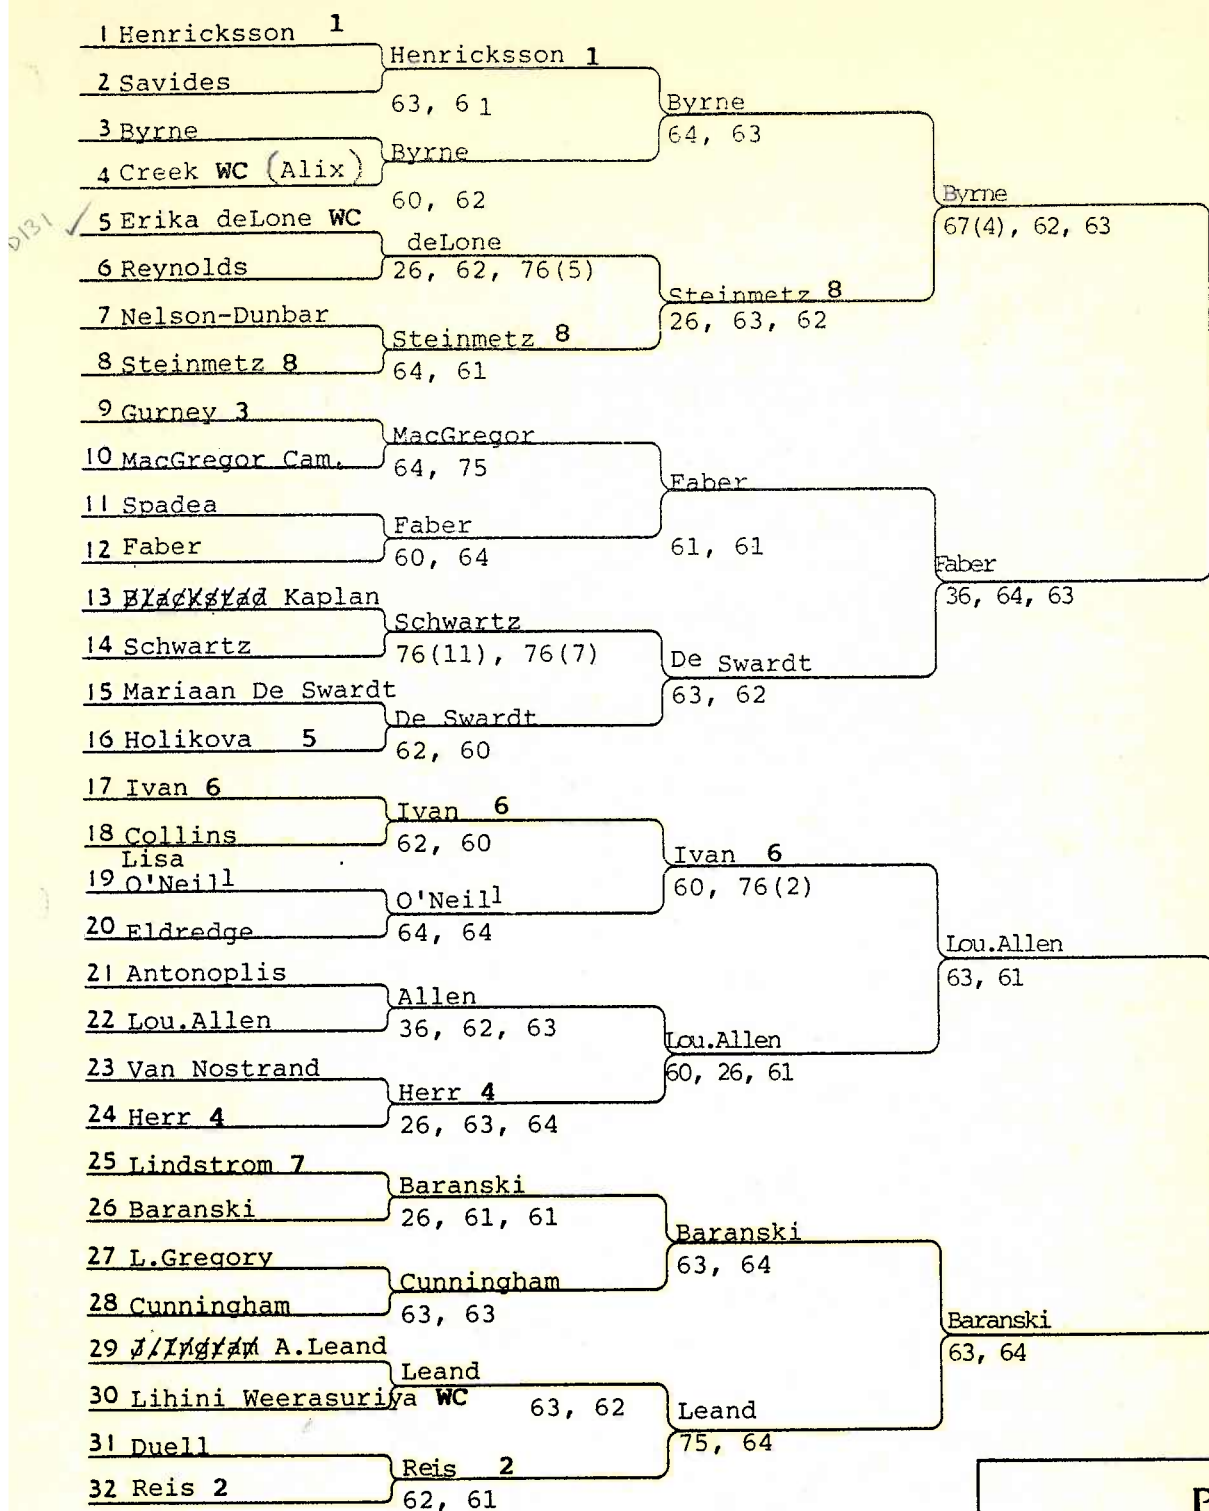 1 Henricksson 1
2 Savides
3 Byrne
4 Creek WC (Alix)
D131 ✓
5 Erika deLone WC
6 Reynolds
7 Nelson-Dunbar
8 Steinmetz 8
9 Gurney 3
10 MacGregor Cam.
11 Spadea
12 Faber
13 Blackstad Kaplan
14 Schwartz
15 Mariaan De Swardt
16 Holikova 5
17 Ivan 6
18 Collins
Lisa
19 O'Neill
20 Eldredge
21 Antonoplis
22 Lou.Allen
23 Van Nostrand
24 Herr 4
25 Lindstrom 7
26 Baranski
27 L.Gregory
28 Cunningham
29 J.Ingram A.Leand
30 Lihini Weerasuriya WC
31 Duell
32 Reis 2
Henricksson 1
63, 61
Byrne
60, 62
deLone
26, 62, 76(5)
Steinmetz 8
64, 61
MacGregor
64, 75
Faber
60, 64
Schwartz
76(11), 76(7)
De Swardt
62, 60
Ivan 6
62, 60
O'Neill
64, 64
Allen
36, 62, 63
Herr 4
26, 63, 64
Baranski
26, 61, 61
Cunningham
63, 63
Leand
63, 62
Reis 2
62, 61
Byrne
64, 63
Steinmetz 8
26, 63, 62
Faber
61, 61
De Swardt
63, 62
Ivan 6
60, 76(2)
Lou.Allen
60, 26, 61
Baranski
63, 64
Leand
75, 64
Byrne
67(4), 62, 63
Faber
36, 64, 63
Lou.Allen
63, 61
Baranski
63, 64